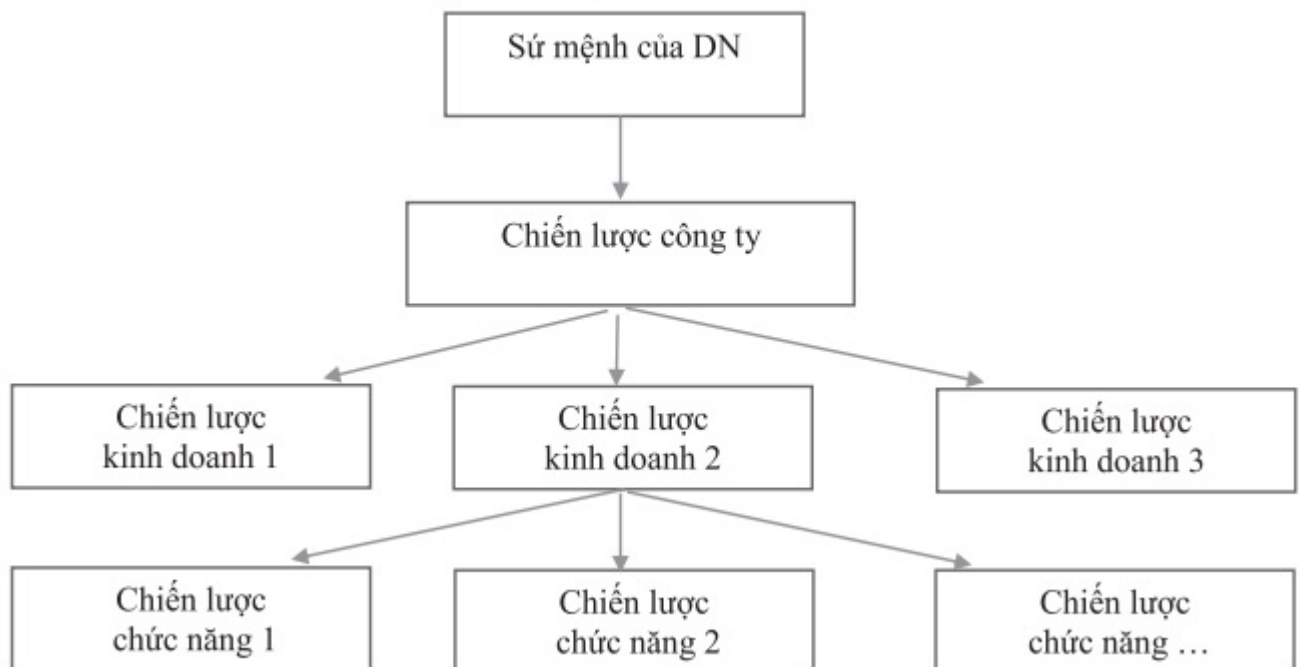 Sứ mệnh của DN
Chiến lược công ty
Chiến lược
kinh doanh 1
Chiến lược
kinh doanh 2
Chiến lược
kinh doanh 3
Chiến lược
chức năng 1
Chiến lược
chức năng 2
Chiến lược
chức năng …